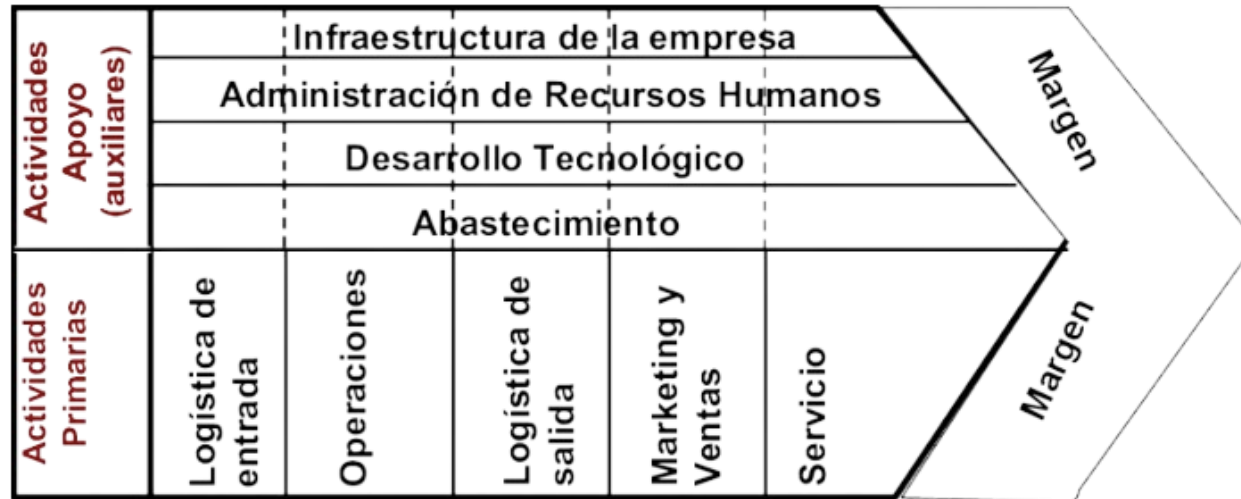 Actividades
Apoyo
(auxiliares)
Infraestructura de la empresa
Administración de Recursos Humanos
Desarrollo Tecnológico
Abastecimiento
Margen
Actividades
Primarias
Logística de
entrada
Operaciones
Logística de
salida
Marketing y
Ventas
Servicio
Margen